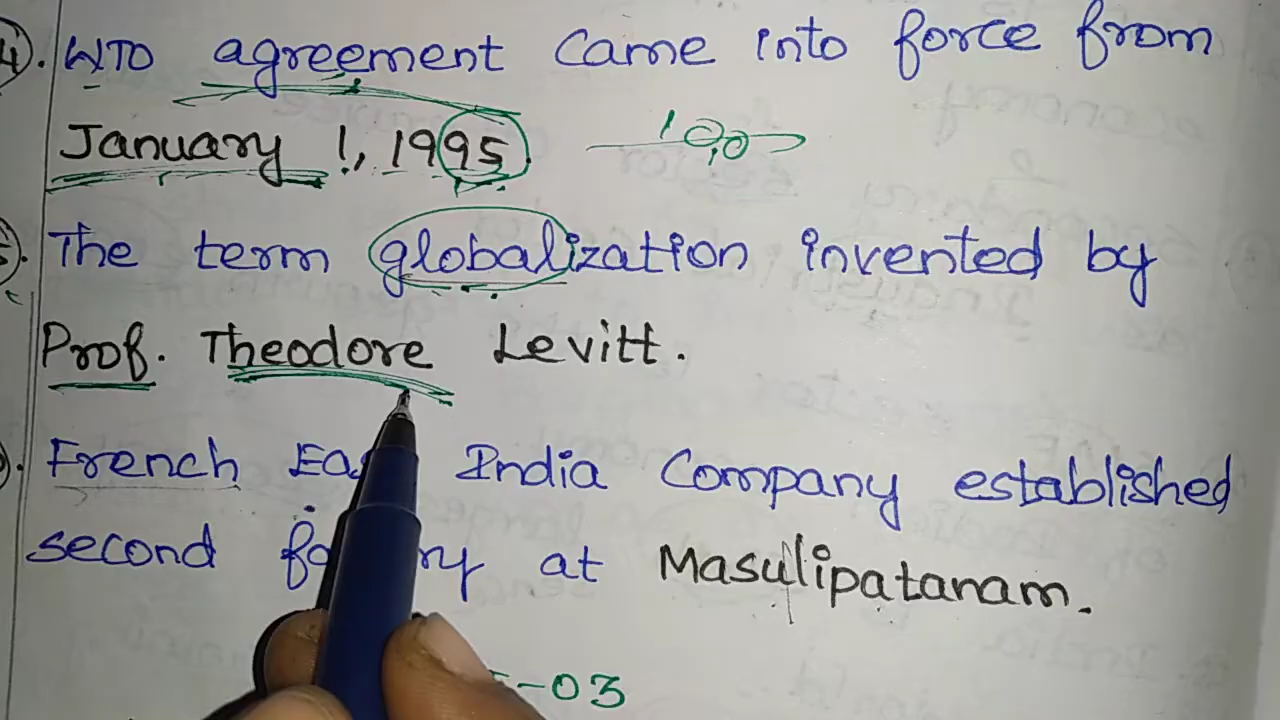 4). WTO agreement came into force from
January 1, 1995.
The term globalization invented by
Prof. Theodore Levitt.
French India Company established
second at Masulipatanam.
-03